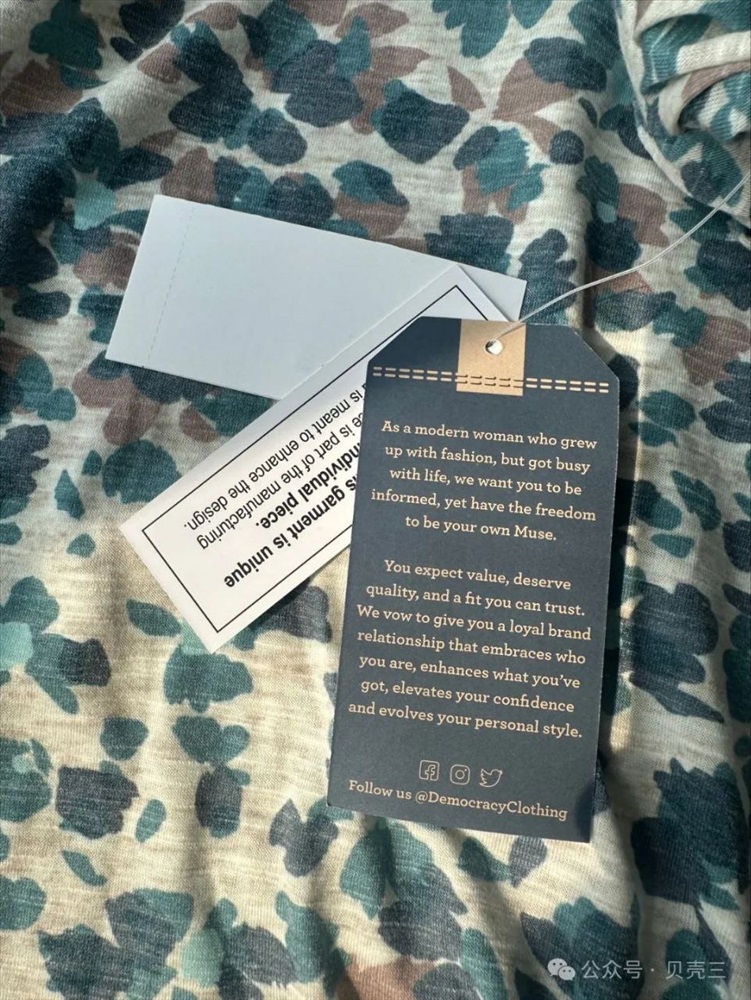 As a modern woman who grew
up with fashion, but got busy
with life, we want you to be
informed, yet have the freedom
to be your own Muse.
You expect value, deserve
quality, and a fit you can trust.
We vow to give you a loyal brand
relationship that embraces who
you are, enhances what you've
got, elevates your confidence
and evolves your personal style.
Follow us @DemocracyClothing
is garment is unique
individual piece.
e is part of the manufacturing
is meant to enhance the design.
公众号·贝壳三